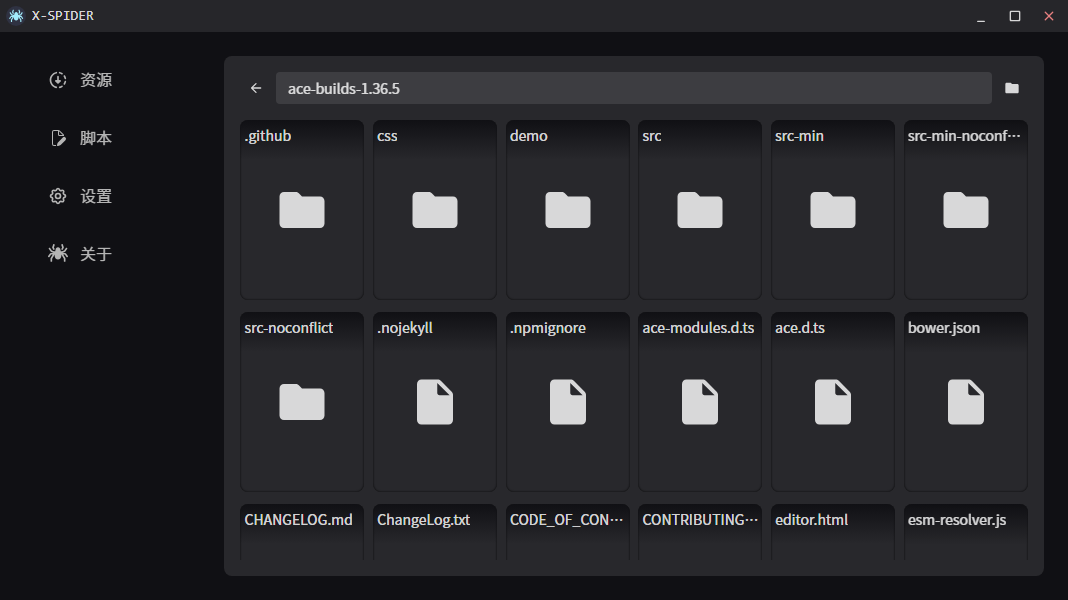 X-SPIDER
资源
脚本
设置
关于
ace-builds-1.36.5
.github
css
demo
src
src-min
src-min-noconf···
src-noconflict
.nojekyll
.npmignore
ace-modules.d.ts
ace.d.ts
bower.json
CHANGELOG.md
ChangeLog.txt
CODE_OF_CON···
CONTRIBUTING···
editor.html
esm-resolver.js